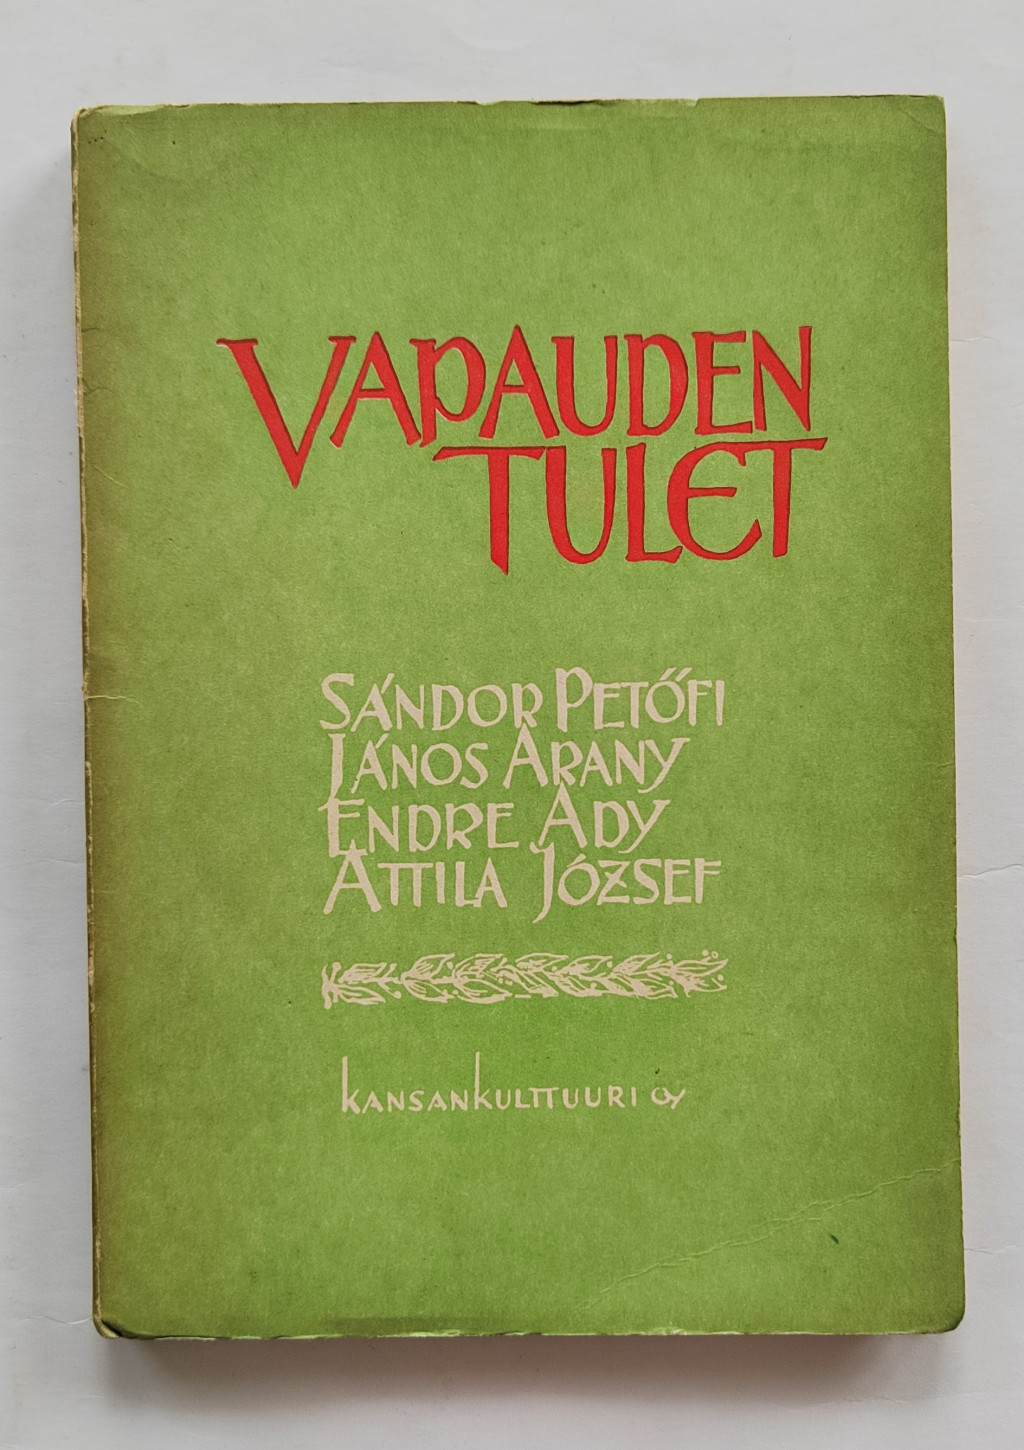 VAPAUDEN
TULET
SÁNDOR PETŐFI
JÁNOS ARANY
ENDRE ADY
ATTILA JÓZSEF
KANSANKULTTUURI OY